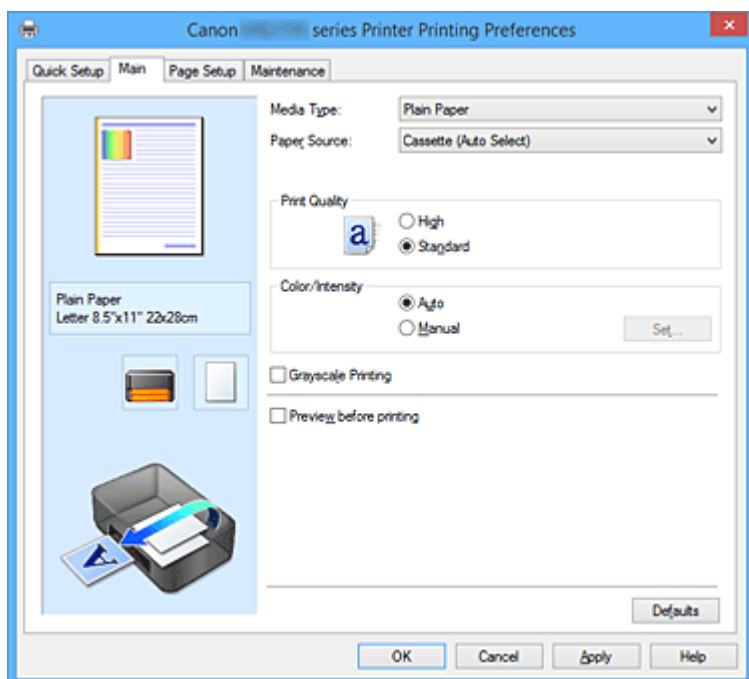 Canon series Printer Printing Preferences
Quick Setup Main Page Setup Maintenance
Media Type: Plain Paper
Paper Source: Cassette (Auto Select)
Print Quality
a
High
Standard
Plain Paper
Letter 8.5"x11" 22x28cm
Color/Intensity
Auto
Manual
Set...
Grayscale Printing
Preview before printing
A
Defaults
OK Cancel Apply Help